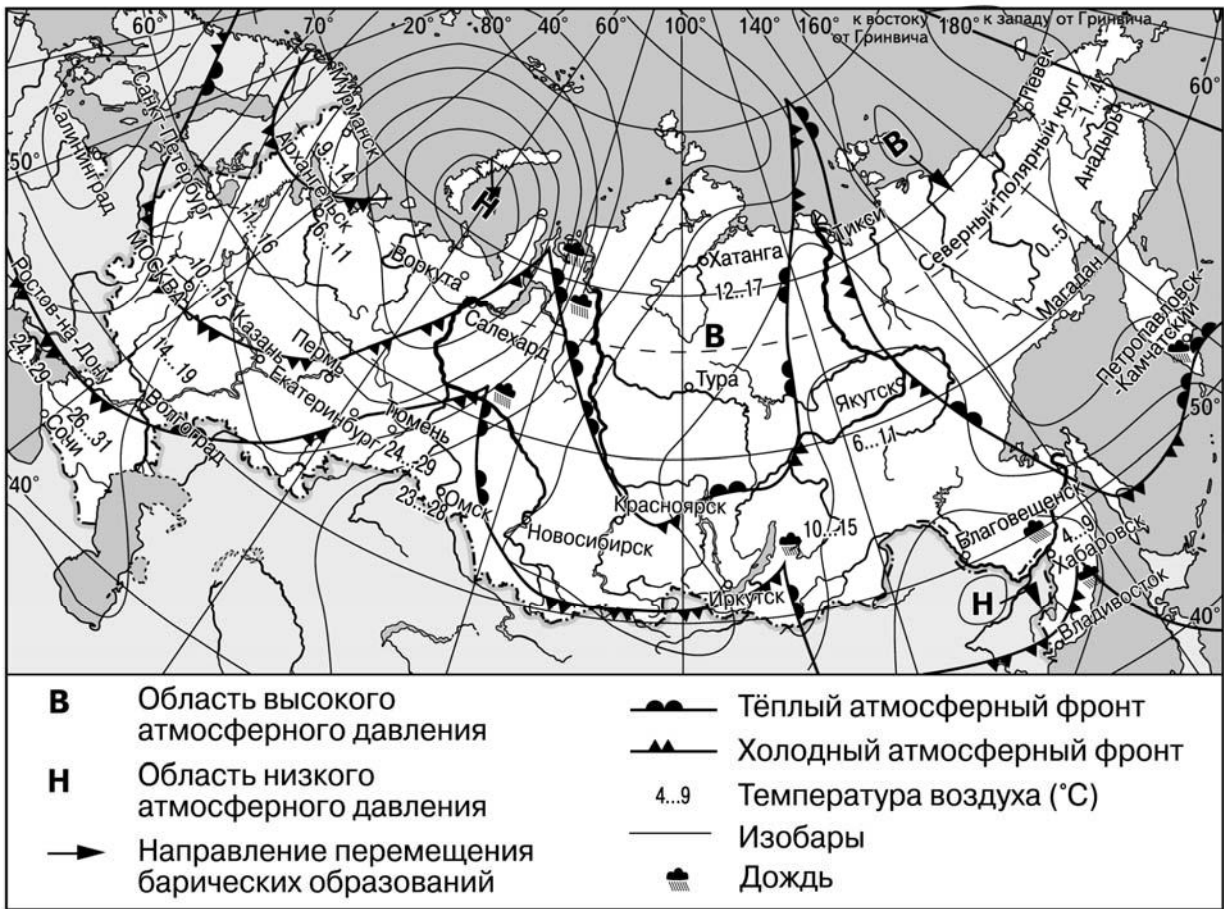 60° 70° 80° 20° 40° 60° 80° 100° 140° 160° 180°
к востоку
от Гринвича
к западу от Гринвича
60°
50°
40°
50°
40°
Калининград
Санкт-Петербург
Мурманск
9...14
Архангельск
6...11
11...16
МОСКВА
10...15
Воркута
Н
Казань
Пермь
Салехард
Ростов-на-Дону
24...29
14...19
Екатеринбург
Тюмень
24...29
Волгоград
26...31
Сочи
Омск
23...28
Новосибирск
Красноярск
Иркутск
10...15
Хатанга
12...17
В
Тура
Якутск
6...11
Тикси
В
Певек
Северный полярный круг
-1...4
Анадырь
0...5
Магадан
Петропавловск-
-Камчатский
Благовещенск
4...9
Хабаровск
Н
Владивосток
В Область высокого
атмосферного давления
Н Область низкого
атмосферного давления
Направление перемещения
барических образований
Тёплый атмосферный фронт
Холодный атмосферный фронт
4...9 Температура воздуха (°C)
Изобары
Дождь